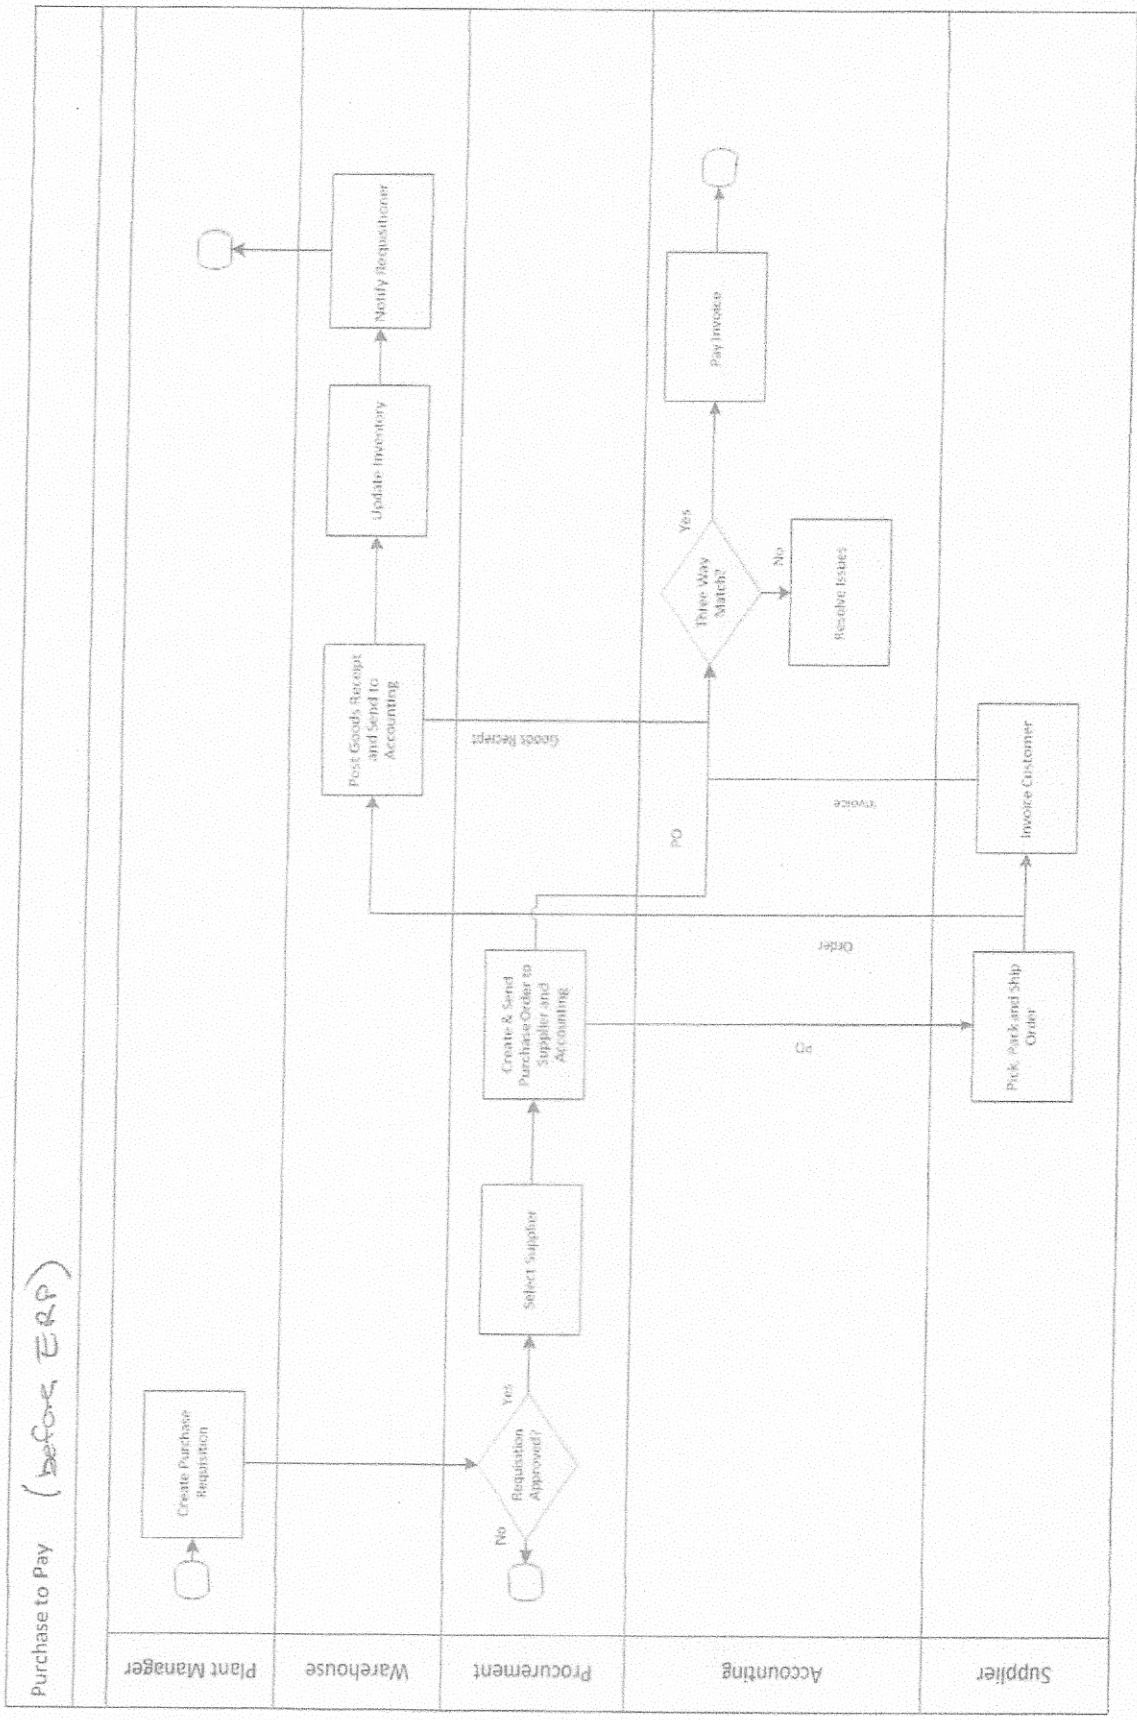 Purchase to Pay (before ERP)
Plant Manager
Create Purchase
Requisition
Warehouse
Post Goods Receipt
and Send to
Accounting
Update Inventory
Notify Requisitioner
Goods Reciept
Procurement
Requisition
Approved?
No
Yes
Select Supplier
Create & Send
Purchase Order to
Supplier and
Accounting
PO
Accounting
PO
Order
Invoice
Three Way
Match?
Yes
No
Resolve Issues
Pay Invoice
Supplier
Pick, Pack and Ship
Order
Invoice Customer